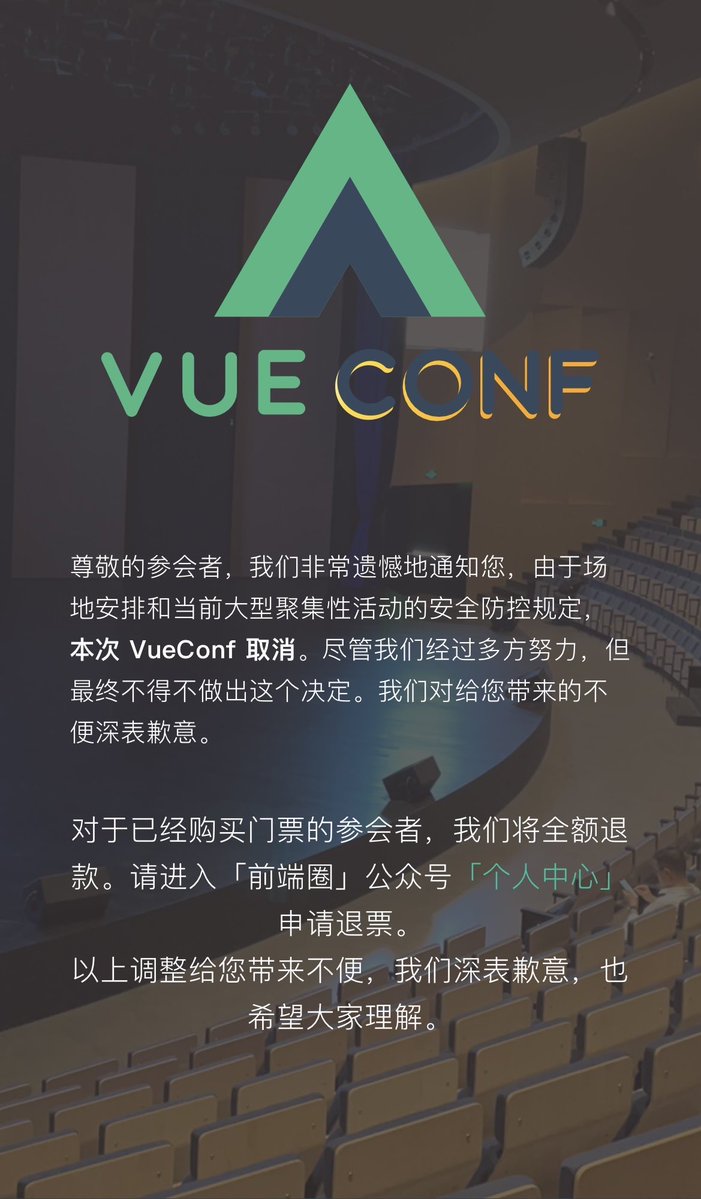 VUE CONF
尊敬的参会者，我们非常遗憾地通知您，由于场
地安排和当前大型聚集性活动的安全防控规定，
本次 VueConf 取消。尽管我们经过多方努力，但
最终不得不做出这个决定。我们对给您带来的不
便深表歉意。
对于已经购买门票的参会者，我们将全额退
款。请进入「前端圈」公众号「个人中心」
申请退票。
以上调整给您带来不便，我们深表歉意，也
希望大家理解。